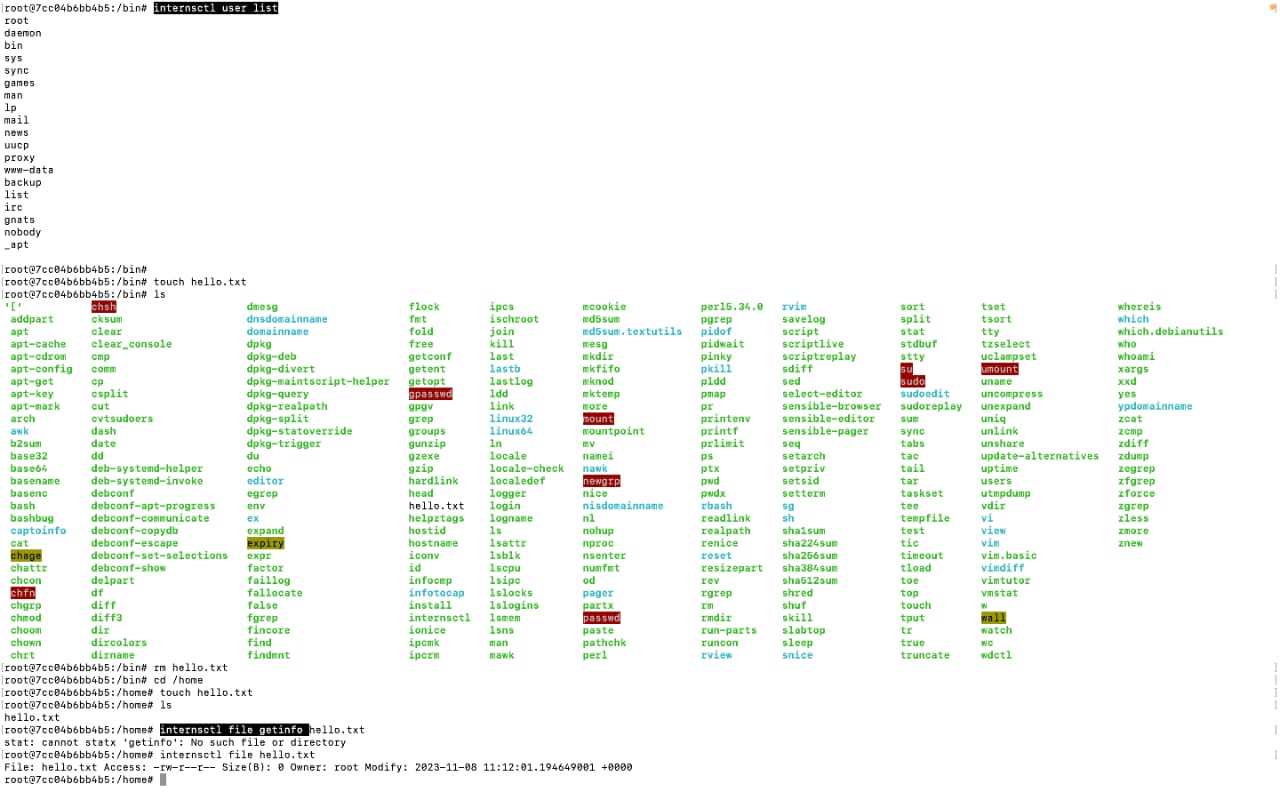 root@7cc04b6bb4b5:/bin# internsctl user list
root
daemon
bin
sys
sync
games
man
lp
mail
news
uucp
proxy
www-data
backup
list
irc
gnats
nobody
_apt
root@7cc04b6bb4b5:/bin#
root@7cc04b6bb4b5:/bin# touch hello.txt
root@7cc04b6bb4b5:/bin# ls
'[' chsh dmesg flock ipcs mcookie perl5.34.0 rvim sort tset whereis
addpart cksum dnsdomainname fmt ischroot md5sum pgrep savelog split tsort which
apt clear domainname fold join md5sum.textutils pidof script stat tty which.debianutils
apt-cache clear_console dpkg free kill mesg pidwait scriptlive stdbuf tzselect who
apt-cdrom cmp dpkg-deb getconf last mkdir pinky scriptreplay stty uclampset whoami
apt-config comm dpkg-divert getent lastb mkfifo pkill sdiff su umount xargs
apt-get cp dpkg-maintscript-helper getopt lastlog mknod pldd sed sudo uname xxd
apt-key csplit dpkg-query gpasswd ldd mktemp pmap select-editor sudoedit uncompress yes
apt-mark cut dpkg-realpath gpgv link more pr sensible-browser sudoreplay unexpand ypdomainname
arch cvtsudoers dpkg-split grep linux32 mount printenv sensible-editor sum uniq zcat
awk dash dpkg-statoverride groups linux64 mountpoint printf sensible-pager sync unlink zcmp
b2sum date dpkg-trigger gunzip ln mv prlimit seq tabs unshare zdiff
base32 dd du gzexe locale namei ps setarch tac update-alternatives zdump
base64 deb-systemd-helper echo gzip locale-check nawk ptx setpriv tail uptime zegrep
basename deb-systemd-invoke editor hardlink localedef newgrp pwd setsid tar users zfgrep
basenc debconf egrep head logger nice pwdx setterm taskset utmpdump zforce
bash debconf-apt-progress env hello.txt login nisdomainname rbash sg tee vdir zgrep
bashbug debconf-communicate ex helpztags logname nl readlink sh tempfile vi zless
captoinfo debconf-copydb expand hostid ls nohup realpath sha1sum test view zmore
cat debconf-escape expiry hostname lsattr nproc renice sha224sum tic vim znew
chage debconf-set-selections expr iconv lsblk nsenter reset sha256sum timeout vim.basic
chattr debconf-show factor id lscpu numfmt resizepart sha384sum tload vimdiff
chcon delpart faillog infocmp lsipc od rev sha512sum toe vimtutor
chfn df fallocate infotocap lslocks pager rgrep shred top vmstat
chgrp diff false install lslogins partx rm shuf touch w
chmod diff3 fgrep internsctl lsmem passwd rmdir skill tput wall
choom dir fincore ionice lsns paste run-parts slabtop tr watch
chown dircolors find ipcmk man pathchk runcon sleep true wc
chrt dirname findmnt ipcrm mawk perl rview snice truncate wdctl
root@7cc04b6bb4b5:/bin# rm hello.txt
root@7cc04b6bb4b5:/bin# cd /home
root@7cc04b6bb4b5:/home# touch hello.txt
root@7cc04b6bb4b5:/home# ls
hello.txt
root@7cc04b6bb4b5:/home# internsctl file getinfo hello.txt
stat: cannot statx 'getinfo': No such file or directory
root@7cc04b6bb4b5:/home# internsctl file hello.txt
File: hello.txt Access: -rw-r--r-- Size(B): 0 Owner: root Modify: 2023-11-08 11:12:01.194649001 +0000
root@7cc04b6bb4b5:/home#